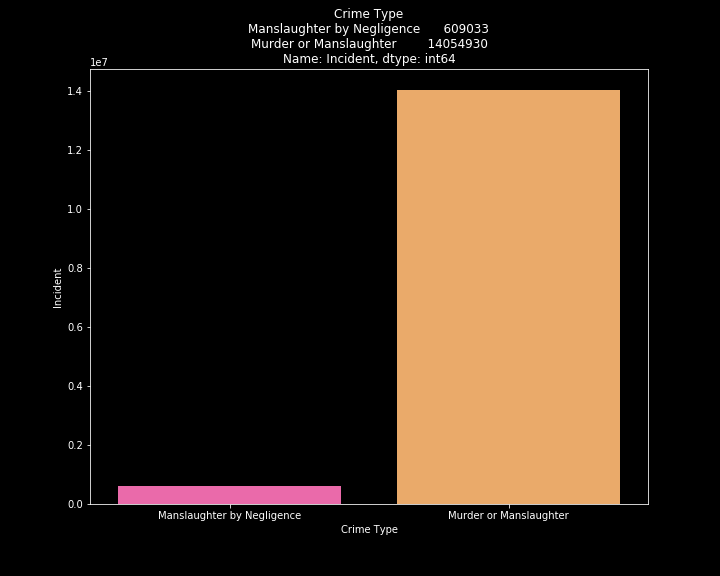 Crime Type
Manslaughter by Negligence 609033
Murder or Manslaughter 14054930
Name: Incident, dtype: int64
1e7
1.4
1.2
1.0
0.8
0.6
0.4
0.2
0.0
Incident
Manslaughter by Negligence Murder or Manslaughter
Crime Type